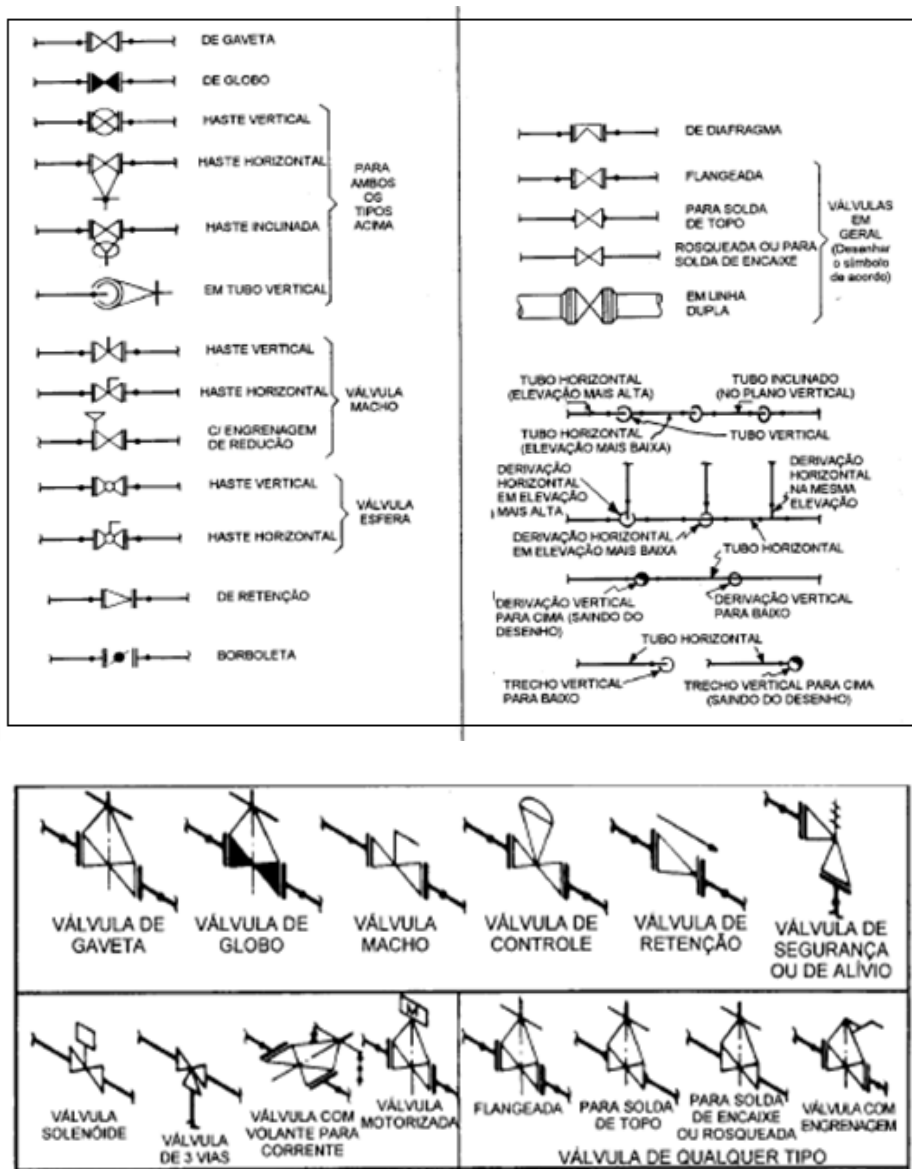 DE GAVETA
DE GLOBO
HASTE VERTICAL
HASTE HORIZONTAL
HASTE INCLINADA
EM TUBO VERTICAL
PARA
AMBOS
OS
TIPOS
ACIMA
HASTE VERTICAL
HASTE HORIZONTAL
C/ ENGRENAGEM
DE REDUCÃO
VÁLVULA
MACHO
HASTE VERTICAL
HASTE HORIZONTAL
VÁLVULA
ESFERA
DE RETENÇÃO
BORBOLETA
DE DIAFRAGMA
FLANGEADA
PARA SOLDA
DE TOPO
ROSQUEADA OU PARA
SOLDA DE ENCAIXE
EM LINHA
DUPLA
VÁLVULAS
EM
GERAL
(Desenhar
o símbolo
de acordo)
TUBO HORIZONTAL
(ELEVAÇÃO MAIS ALTA)
TUBO INCLINADO
(NO PLANO VERTICAL)
TUBO HORIZONTAL
(ELEVAÇÃO MAIS BAIXA)
TUBO VERTICAL
DERIVAÇÃO
HORIZONTAL
EM ELEVAÇÃO
MAIS ALTA
DERIVAÇÃO
HORIZONTAL
NA MESMA
ELEVAÇÃO
DERIVAÇÃO HORIZONTAL
EM ELEVAÇÃO MAIS BAIXA
TUBO HORIZONTAL
DERIVAÇÃO VERTICAL
PARA CIMA (SAINDO DO
DESENHO)
DERIVAÇÃO VERTICAL
PARA BAIXO
TUBO HORIZONTAL
TRECHO VERTICAL
PARA BAIXO
TRECHO VERTICAL PARA CIMA
(SAINDO DO DESENHO)
VÁLVULA DE
GAVETA
VÁLVULA DE
GLOBO
VÁLVULA
MACHO
VÁLVULA DE
CONTROLE
VÁLVULA DE
RETENÇÃO
VÁLVULA DE
SEGURANÇA
OU DE ALÍVIO
VÁLVULA
SOLENÓIDE
VÁLVULA
DE 3 VIAS
VÁLVULA COM
VOLANTE PARA
CORRENTE
M
VÁLVULA
MOTORIZADA
FLANGEADA
PARA SOLDA
DE TOPO
PARA SOLDA
DE ENCAIXE
OU ROSQUEADA
VÁLVULA COM
ENGRENAGEM
VÁLVULA DE QUALQUER TIPO